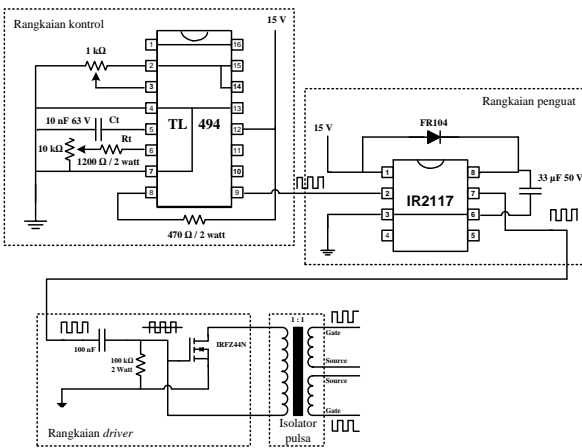 Rangkaian kontrol
15 V
1 kΩ
10 nF 63 V Ct
10 kΩ
Rt
1200 Ω / 2 watt
470 Ω / 2 watt
TL 494
1
2
3
4
5
6
7
8
16
15
14
13
12
11
10
9
Rangkaian penguat
15 V
FR104
IR2117
1
2
3
4
8
7
6
5
33 µF 50 V
100 nF
100 kΩ
2 Watt
IRFZ44N
Rangkaian driver
1 : 1
Gate
Source
Source
Gate
Isolator
pulsa